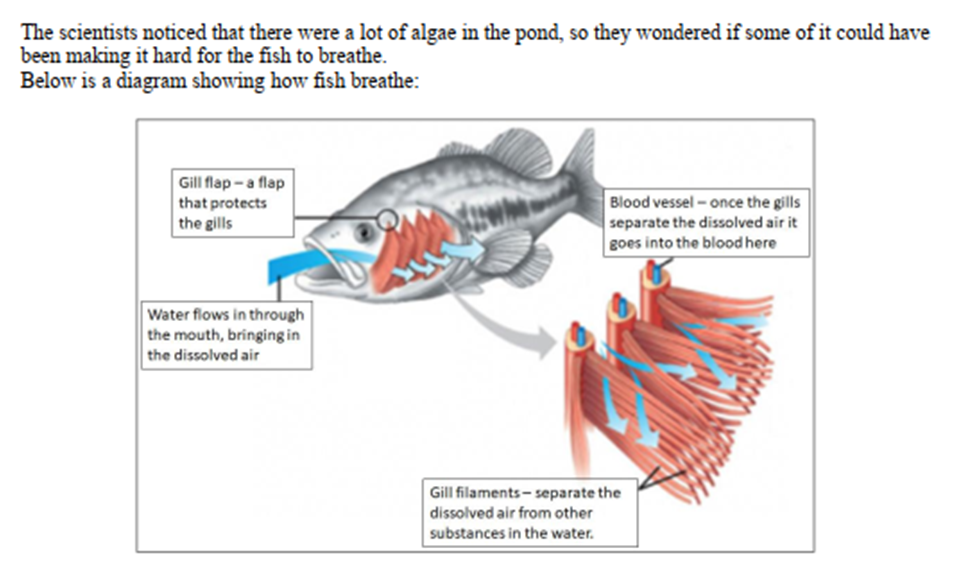 The scientists noticed that there were a lot of algae in the pond, so they wondered if some of it could have
been making it hard for the fish to breathe.
Below is a diagram showing how fish breathe:
Gill flap – a flap
that protects
the gills
Blood vessel – once the gills
separate the dissolved air it
goes into the blood here
Water flows in through
the mouth, bringing in
the dissolved air
Gill filaments – separate the
dissolved air from other
substances in the water.